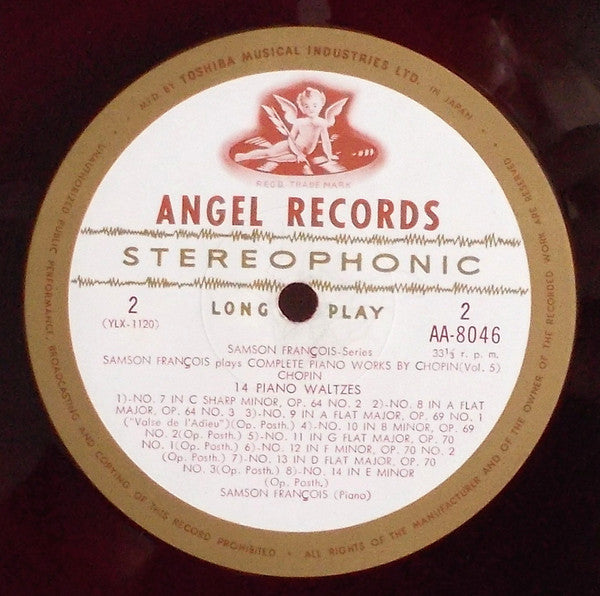 MFD BY TOSHIBA MUSICAL INDUSTRIES LTD. IN JAPAN
REGD. TRADE MARK
ANGEL RECORDS
STEREOPHONIC
2
(YLX-1120)
LONG PLAY
2
AA-8046
33⅓ r. p. m.
SAMSON FRANÇOIS-Series
SAMSON FRANÇOIS plays COMPLETE PIANO WORKS BY CHOPIN(Vol. 5)
CHOPIN
14 PIANO WALTZES
1)-NO. 7 IN C SHARP MINOR, OP. 64 NO. 2 2)-NO. 8 IN A FLAT
MAJOR, OP. 64 NO. 3 3)-NO. 9 IN A FLAT MAJOR, OP. 69 NO. 1
("Valse de l'Adieu")(Op. Posth.) 4)-NO. 10 IN B MINOR, OP. 69
NO. 2(Op. Posth.) 5)-NO. 11 IN G FLAT MAJOR, OP. 70
NO. 1(Op. Posth.) 6)-NO. 12 IN F MINOR, OP. 70 NO. 2
(Op. Posth.) 7)-NO. 13 IN D FLAT MAJOR, OP. 70
NO. 3(Op. Posth.) 8)-NO. 14 IN E MINOR
(Op. Posth.)
SAMSON FRANÇOIS (Piano)
UNAUTHORIZED PUBLIC PERFORMANCE BROADCASTING AND COPYING OF THIS RECORD PROHIBITED • ALL RIGHTS OF THE MANUFACTURER AND OF THE OWNER OF THE RECORDED WORK ARE RESERVED